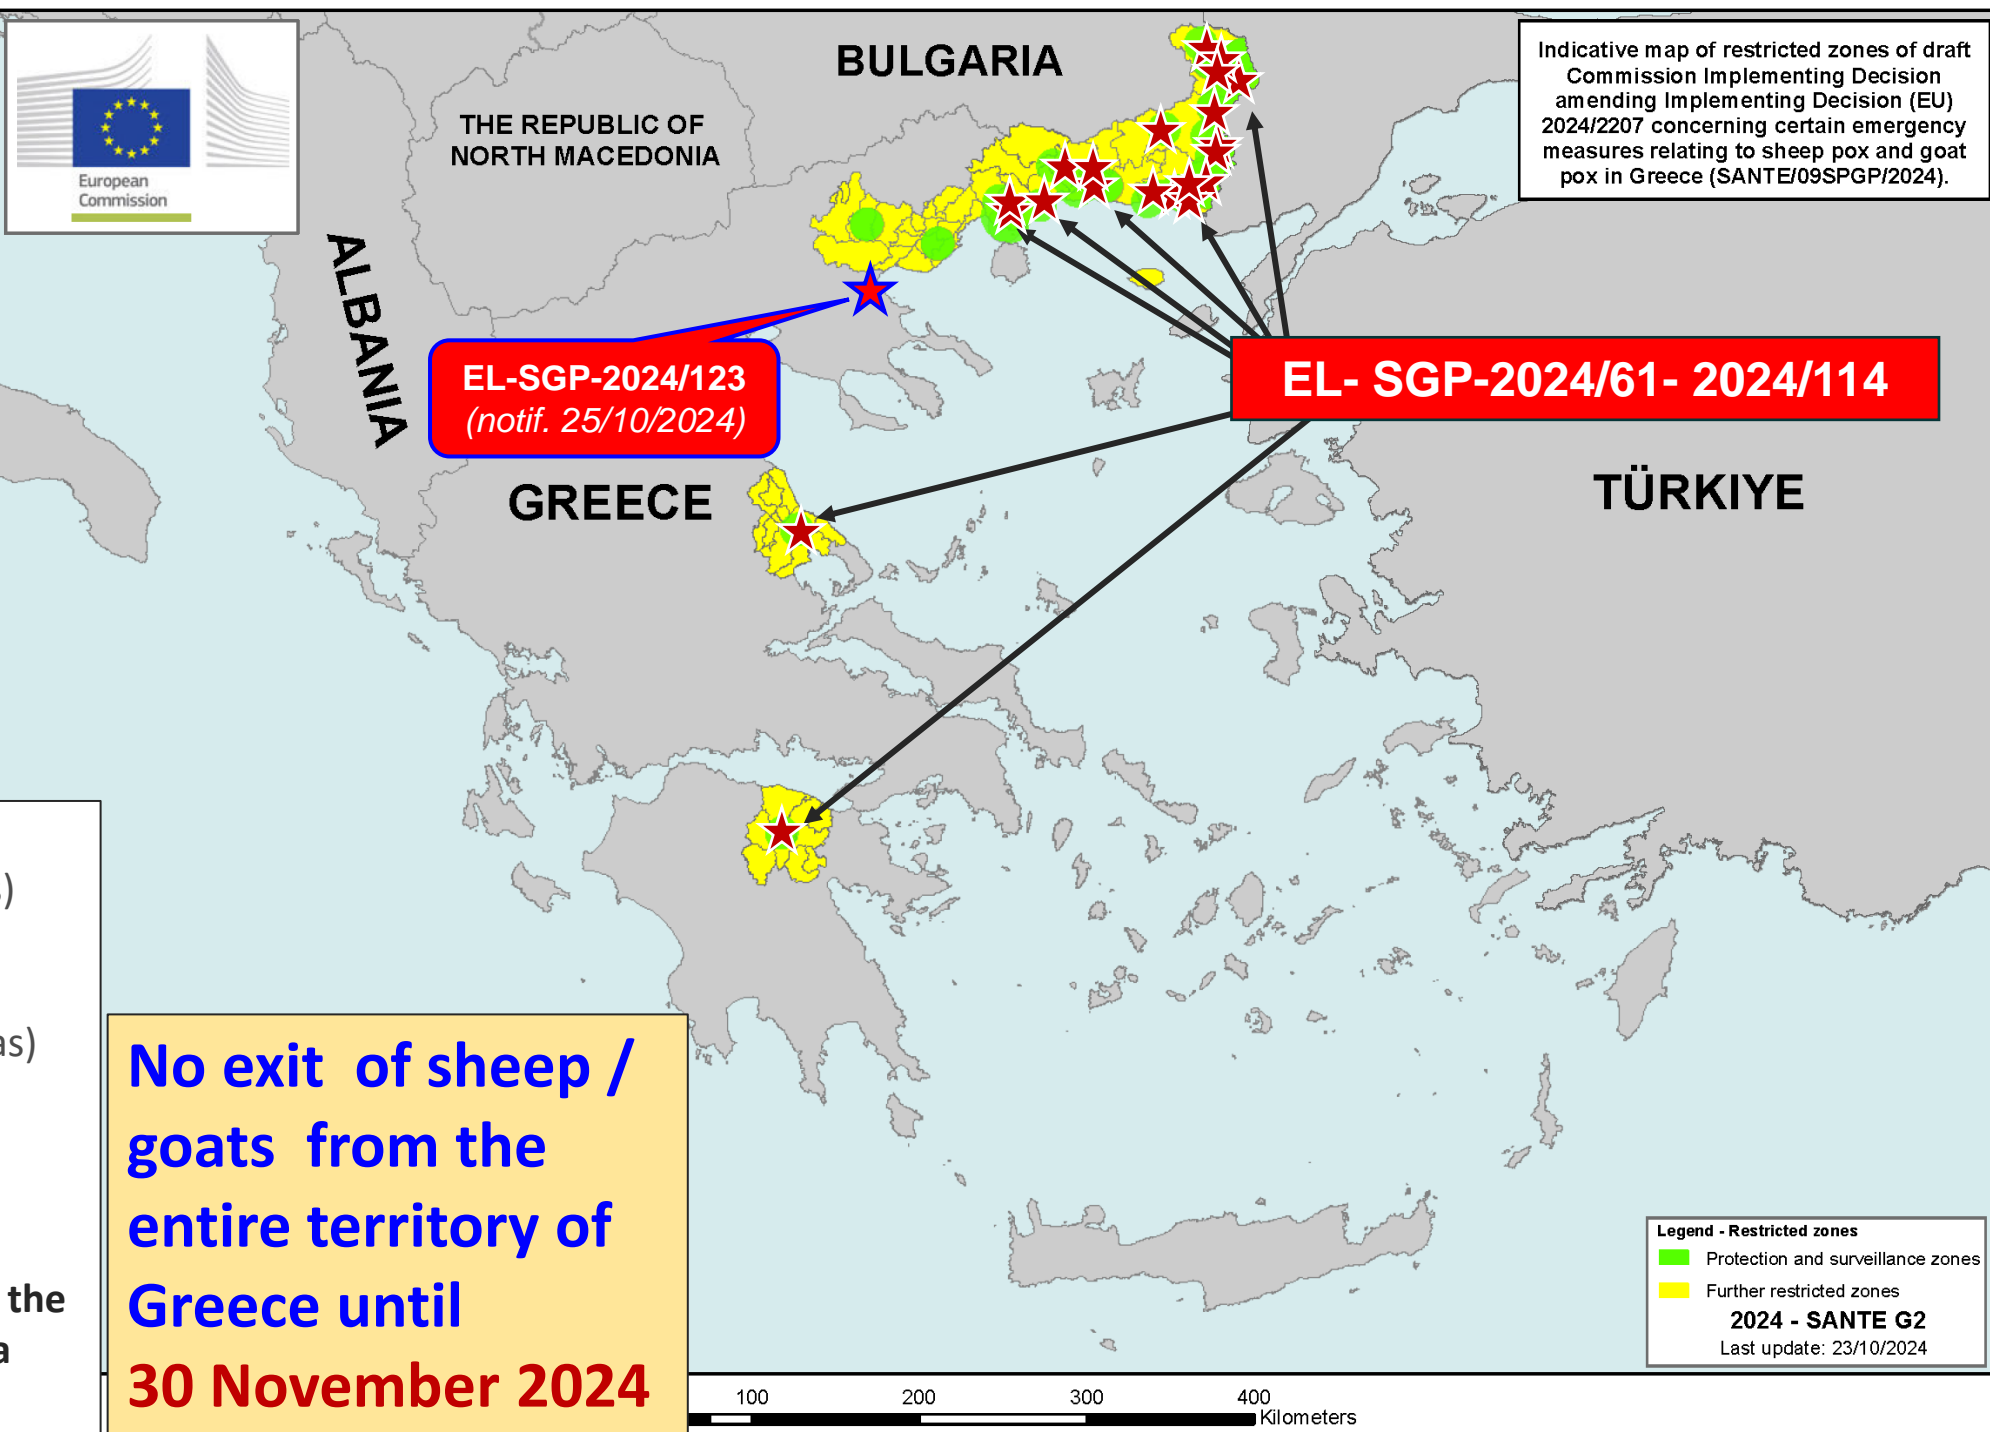 European
Commission
BULGARIA
THE REPUBLIC OF
NORTH MACEDONIA
Indicative map of restricted zones of draft
Commission Implementing Decision
amending Implementing Decision (EU)
2024/2207 concerning certain emergency
measures relating to sheep pox and goat
pox in Greece (SANTE/09SPGP/2024).
ALBANIA
EL-SGP-2024/123
(notif. 25/10/2024)
EL- SGP-2024/61- 2024/114
GREECE
TÜRKIYE
as)
the
a
No exit of sheep /
goats from the
entire territory of
Greece until
30 November 2024
Legend - Restricted zones
Protection and surveillance zones
Further restricted zones
2024 - SANTE G2
Last update: 23/10/2024
100 200 300 400
Kilometers